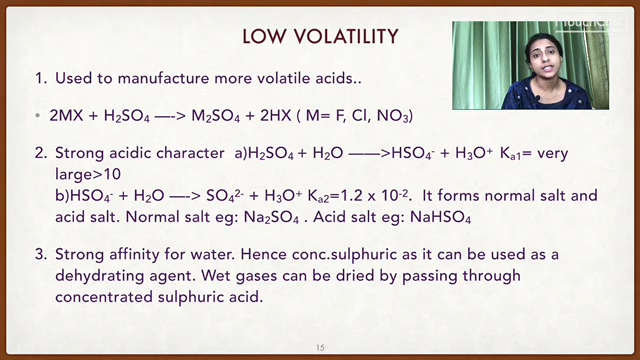 LOW VOLATILITY
1. Used to manufacture more volatile acids..
• 2MX + H₂SO₄ —-> M₂SO₄ + 2HX ( M= F, Cl, NO₃)
2. Strong acidic character a)H₂SO₄ + H₂O ——>HSO₄⁻ + H₃O⁺ Kₐ₁= very
large>10
b)HSO₄⁻ + H₂O —-> SO₄²⁻ + H₃O⁺ Kₐ₂=1.2 x 10⁻². It forms normal salt and
acid salt. Normal salt eg: Na₂SO₄ . Acid salt eg: NaHSO₄
3. Strong affinity for water. Hence conc.sulphuric as it can be used as a
dehydrating agent. Wet gases can be dried by passing through
concentrated sulphuric acid.
15